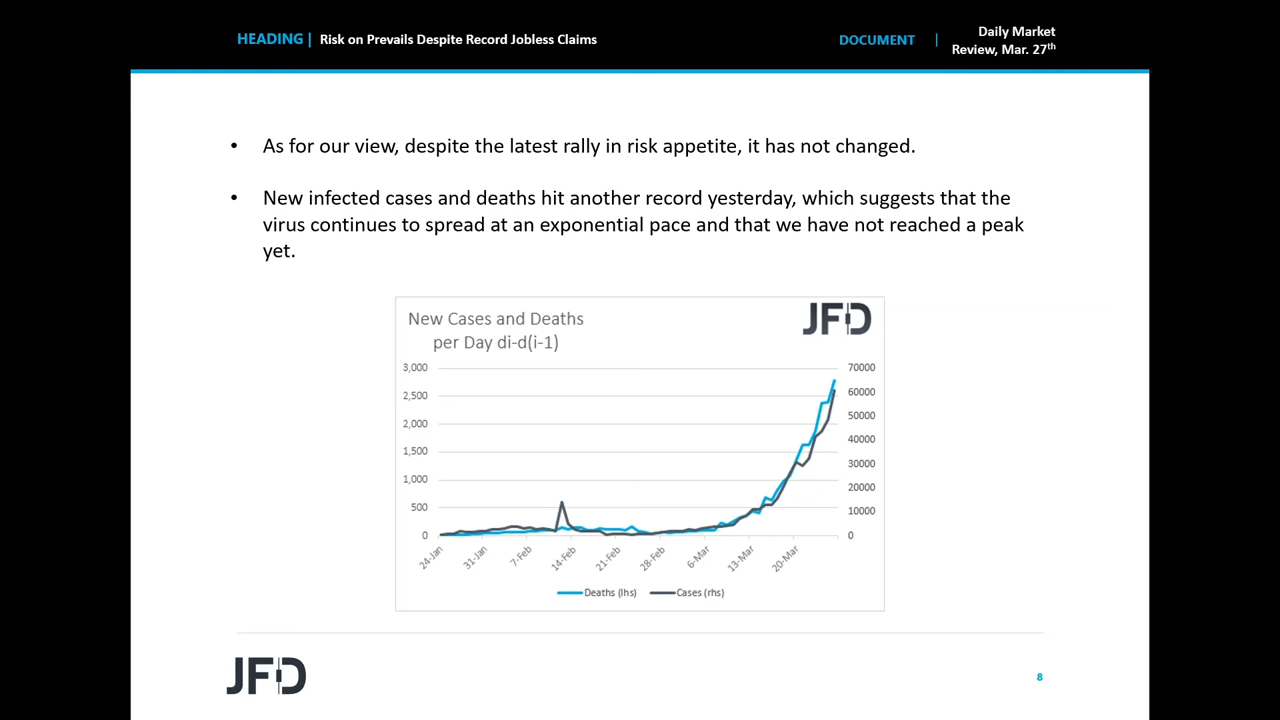 HEADING | Risk on Prevails Despite Record Jobless Claims
DOCUMENT | Daily Market
Review, Mar. 27th
• As for our view, despite the latest rally in risk appetite, it has not changed.
• New infected cases and deaths hit another record yesterday, which suggests that the
virus continues to spread at an exponential pace and that we have not reached a peak
yet.
New Cases and Deaths
per Day di-d(i-1)
JFD
3,000
2,500
2,000
1,500
1,000
500
0
70000
60000
50000
40000
30000
20000
10000
0
24-Jan
31-Jan
7-Feb
14-Feb
21-Feb
28-Feb
6-Mar
13-Mar
20-Mar
Deaths (lhs)
Cases (rhs)
JFD
8